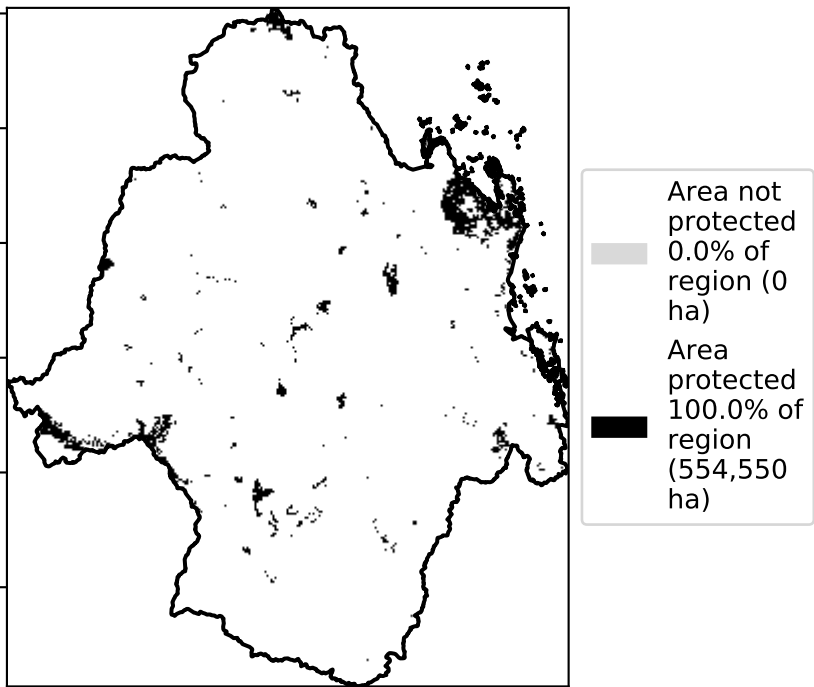 Area not
protected
0.0% of
region (0
ha)
Area
protected
100.0% of
region
(554,550
ha)